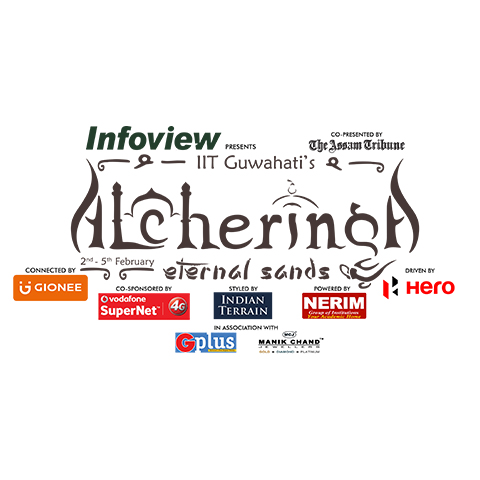 Infoview
PRESENTS
CO-PRESENTED BY
The Assam Tribune
IIT Guwahati's
ALcheringA
2nd - 5th February
eternal sands
CONNECTED BY
GIONEE
CO-SPONSORED BY
vodafone
SuperNet™ 4G
STYLED BY
INDIAN
TERRAIN
POWERED BY
NERIM
Group of Institutions
Your Academic Home
DRIVEN BY
Hero
IN ASSOCIATION WITH
Gplus
MANIK CHAND
JEWELLERS
GOLD ♦ DIAMOND ♦ PLATINUM